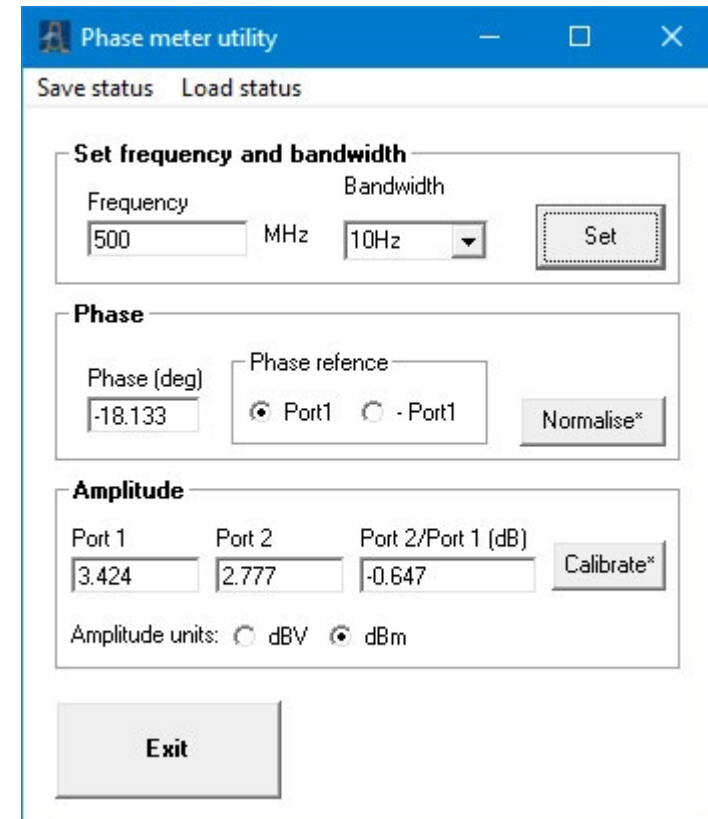 Phase meter utility
Save status Load status
Set frequency and bandwidth
Frequency
Bandwidth
500 MHz 10Hz Set
Phase
Phase (deg)
-18.133
Phase refence
Port1 - Port1
Normalise*
Amplitude
Port 1 Port 2 Port 2/Port 1 (dB)
3.424 2.777 -0.647 Calibrate*
Amplitude units: dBV dBm
Exit